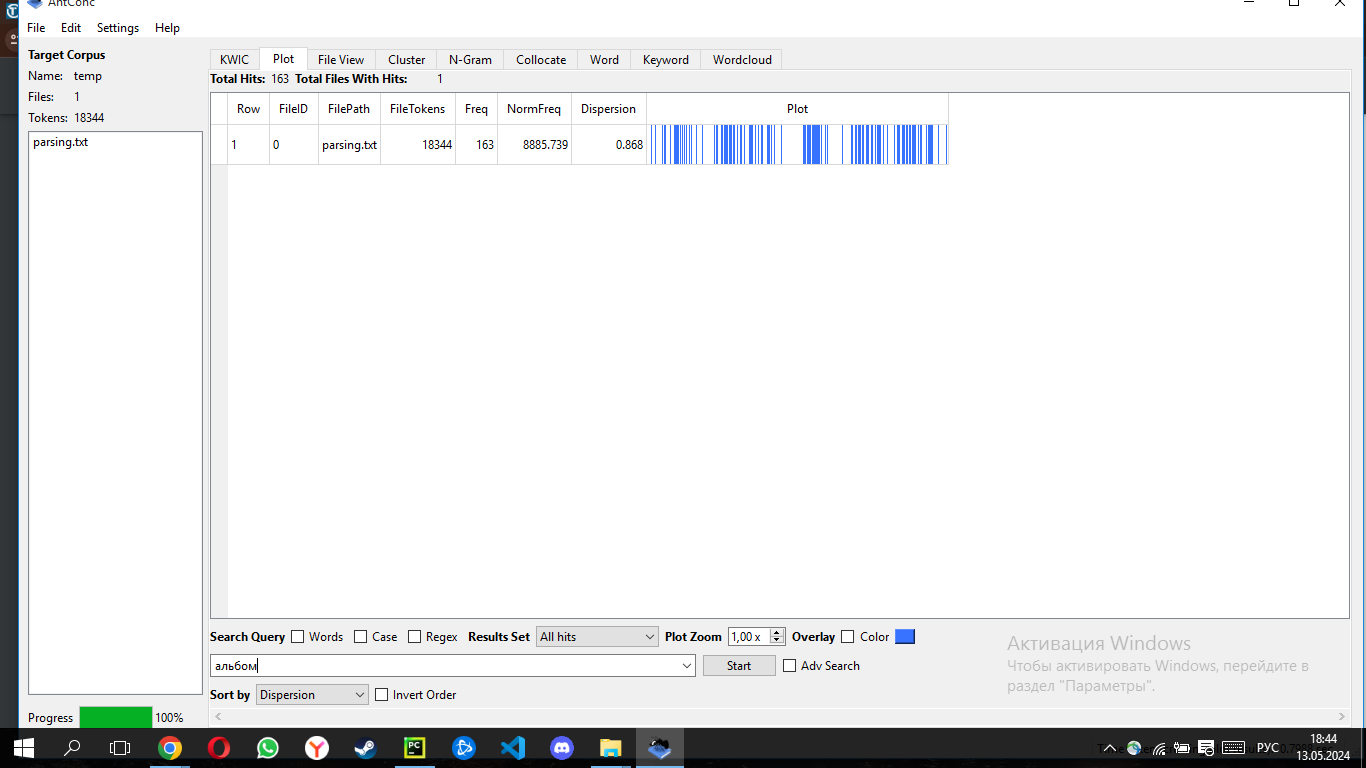 AntConc
File Edit Settings Help
Target Corpus
Name: temp
Files: 1
Tokens: 18344
parsing.txt
Progress 100%
KWIC Plot File View Cluster N-Gram Collocate Word Keyword Wordcloud
Total Hits: 163 Total Files With Hits: 1
Row FileID FilePath FileTokens Freq NormFreq Dispersion Plot
1 0 parsing.txt 18344 163 8885.739 0.868
Search Query Words Case Regex Results Set All hits Plot Zoom 1,00 x Overlay Color
альбом Start Adv Search
Sort by Dispersion Invert Order
Активация Windows
Чтобы активировать Windows, перейдите в
раздел "Параметры".
PC
РУС
18:44
13.05.2024